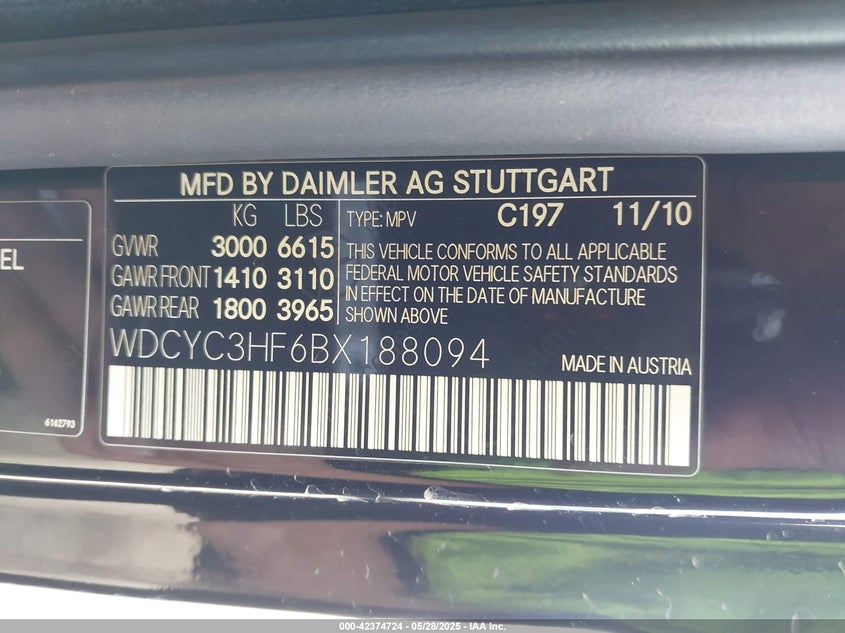 MFD BY DAIMLER AG STUTTGART
KG LBS
GVWR 3000 6615
GAWR FRONT 1410 3110
GAWR REAR 1800 3965
TYPE: MPV C197 11/10
THIS VEHICLE CONFORMS TO ALL APPLICABLE
FEDERAL MOTOR VEHICLE SAFETY STANDARDS
IN EFFECT ON THE DATE OF MANUFACTURE
SHOWN ABOVE
WDCYC3HF6BX188094
MADE IN AUSTRIA
EL
6162793
000-42374724 - 05/28/2025 - IAA Inc.